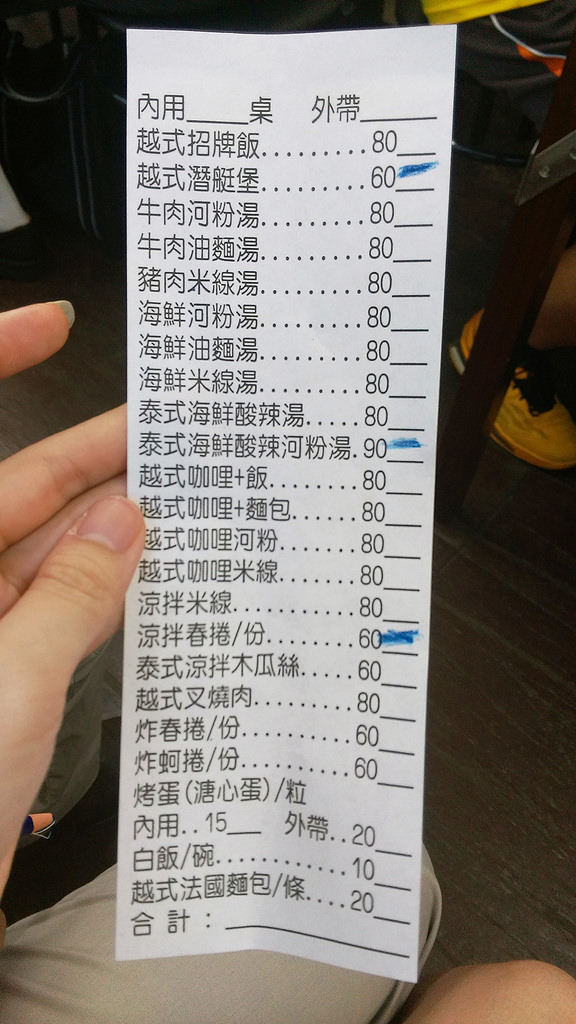 內用____桌 外帶_____
越式招牌飯.........80___
越式潛艇堡.........60___
牛肉河粉湯.........80___
牛肉油麵湯.........80___
豬肉米線湯.........80___
海鮮河粉湯.........80___
海鮮油麵湯.........80___
海鮮米線湯.........80___
泰式海鮮酸辣湯.....80___
泰式海鮮酸辣河粉湯.90___
越式咖哩+飯........80___
越式咖哩+麵包......80___
越式咖哩河粉.......80___
越式咖哩米線.......80___
涼拌米線...........80___
涼拌春捲/份........60___
泰式涼拌木瓜絲.....60___
越式叉燒肉.........80___
炸春捲/份..........60___
炸蚵捲/份..........60___
烤蛋(溏心蛋)/粒
內用..15___ 外帶..20___
白飯/碗............10___
越式法國麵包/條....20___
合計：______________